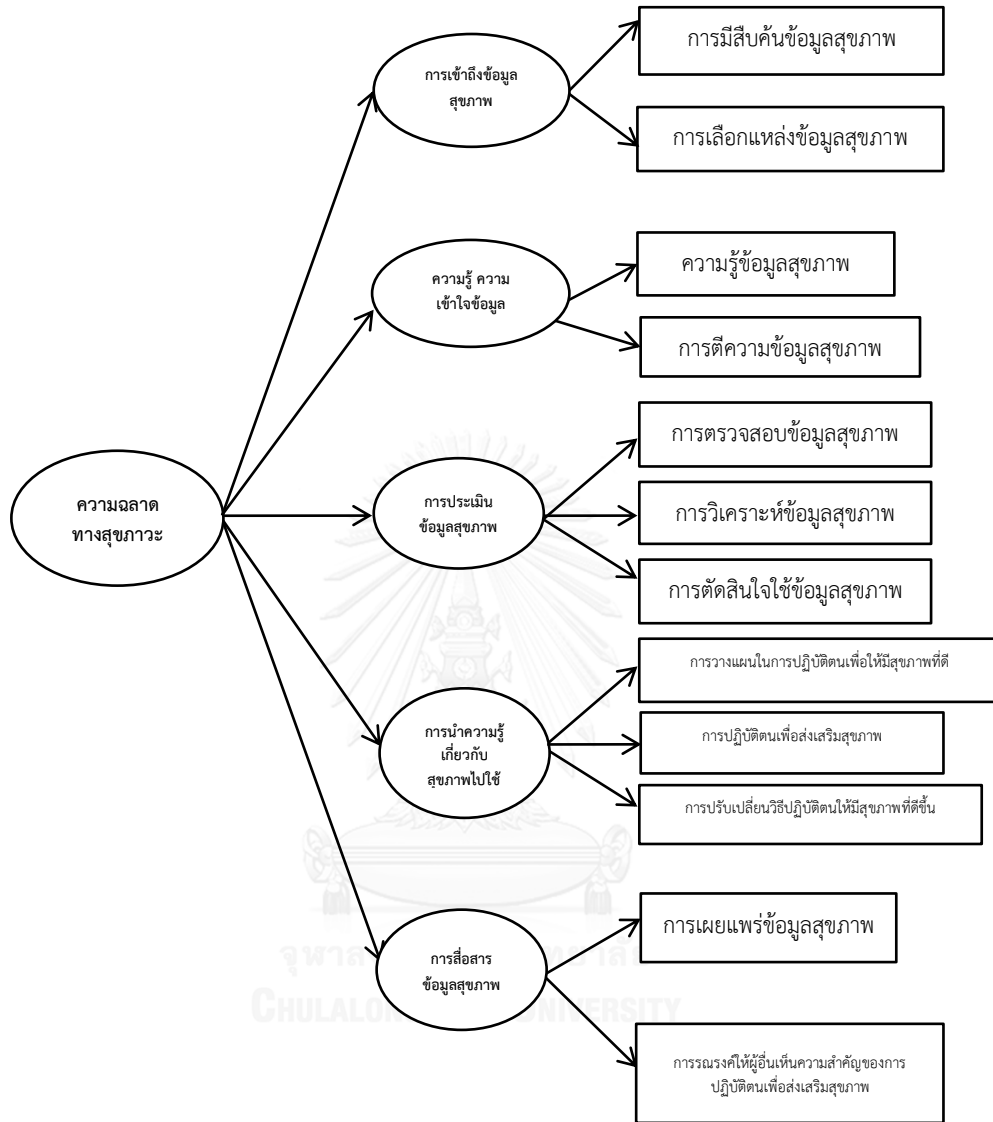 การเข้าถึงข้อมูล
สุขภาพ
การมีสืบค้นข้อมูลสุขภาพ
การเลือกแหล่งข้อมูลสุขภาพ
ความรู้ ความ
เข้าใจข้อมูล
ความรู้ข้อมูลสุขภาพ
การตีความข้อมูลสุขภาพ
ความฉลาด
ทางสุขภาวะ
การประเมิน
ข้อมูลสุขภาพ
การตรวจสอบข้อมูลสุขภาพ
การวิเคราะห์ข้อมูลสุขภาพ
การตัดสินใจใช้ข้อมูลสุขภาพ
การนำความรู้
เกี่ยวกับ
สุขภาพไปใช้
การวางแผนในการปฏิบัติตนเพื่อให้มีสุขภาพที่ดี
การปฏิบัติตนเพื่อส่งเสริมสุขภาพ
การปรับเปลี่ยนวิธีปฏิบัติตนให้มีสุขภาพที่ดีขึ้น
การสื่อสาร
ข้อมูลสุขภาพ
การเผยแพร่ข้อมูลสุขภาพ
การรณรงค์ให้ผู้อื่นเห็นความสำคัญของการ
ปฏิบัติตนเพื่อส่งเสริมสุขภาพ